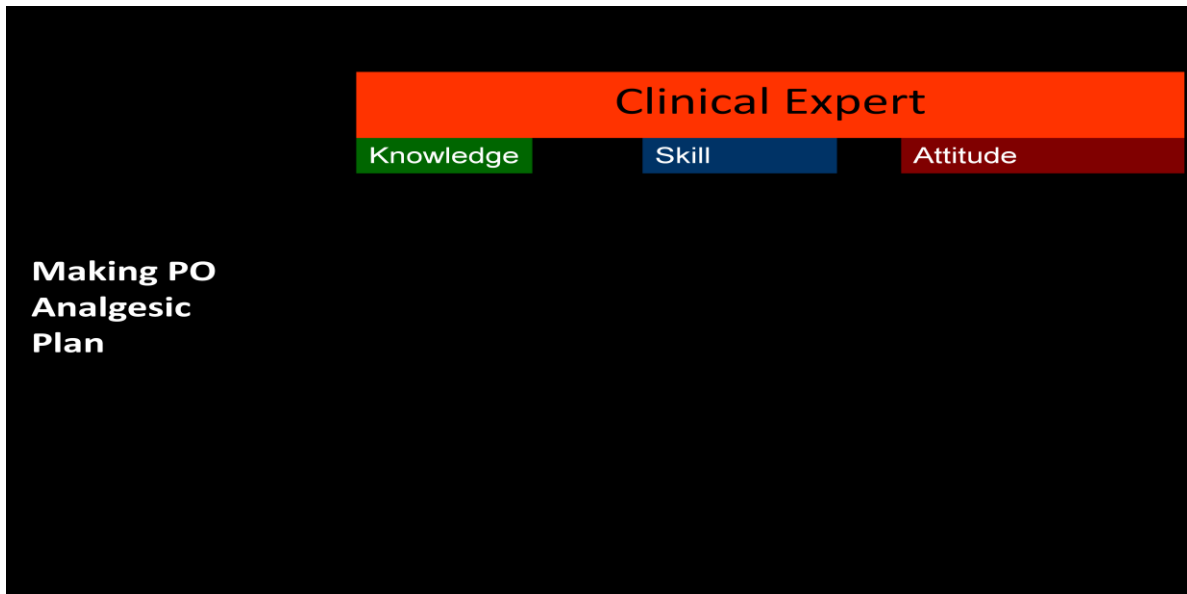 Clinical Expert
Knowledge Skill Attitude
Making PO
Analgesic
Plan